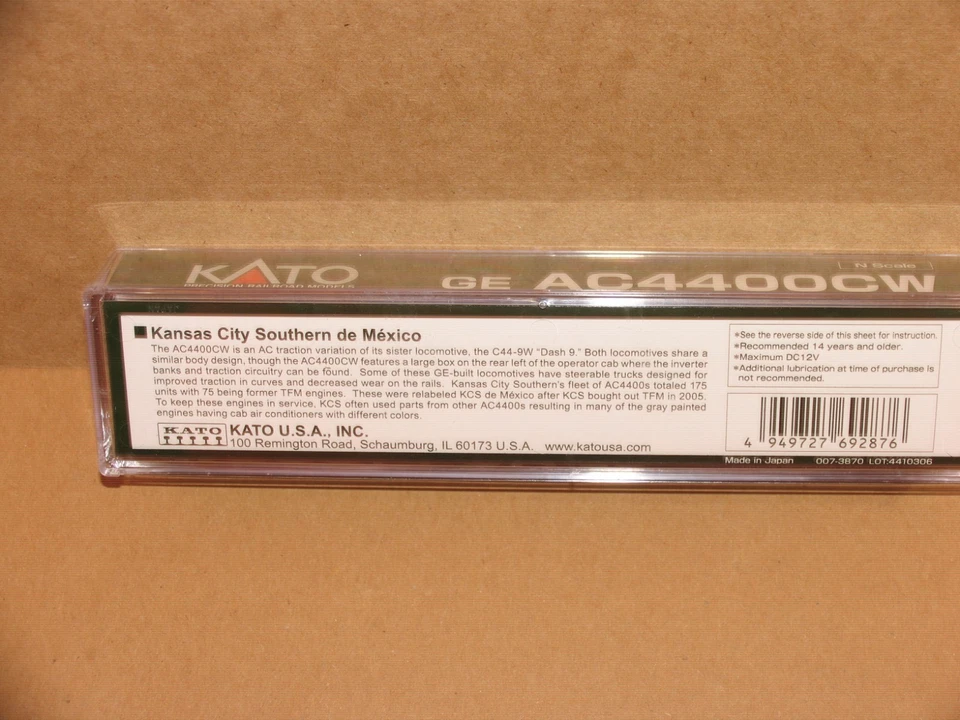 KATO
PRECISION RAILROAD MODELS
GE AC4400CW
N Scale
■ Kansas City Southern de México
The AC4400CW is an AC traction variation of its sister locomotive, the C44-9W "Dash 9." Both locomotives share a
similar body design, though the AC4400CW features a large box on the rear left of the operator cab where the inverter
banks and traction circuitry can be found. Some of these GE-built locomotives have steerable trucks designed for
improved traction in curves and decreased wear on the rails. Kansas City Southern's fleet of AC4400s totaled 175
units with 75 being former TFM engines. These were relabeled KCS de México after KCS bought out TFM in 2005.
To keep these engines in service, KCS often used parts from other AC4400s resulting in many of the gray painted
engines having cab air conditioners with different colors.
KATO
KATO U.S.A., INC.
100 Remington Road, Schaumburg, IL 60173 U.S.A. www.katousa.com
*See the reverse side of this sheet for instruction.
*Recommended 14 years and older.
*Maximum DC12V
*Additional lubrication at time of purchase is
not recommended.
4 949727 692876
Made in Japan 007-3870 LOT:4410306